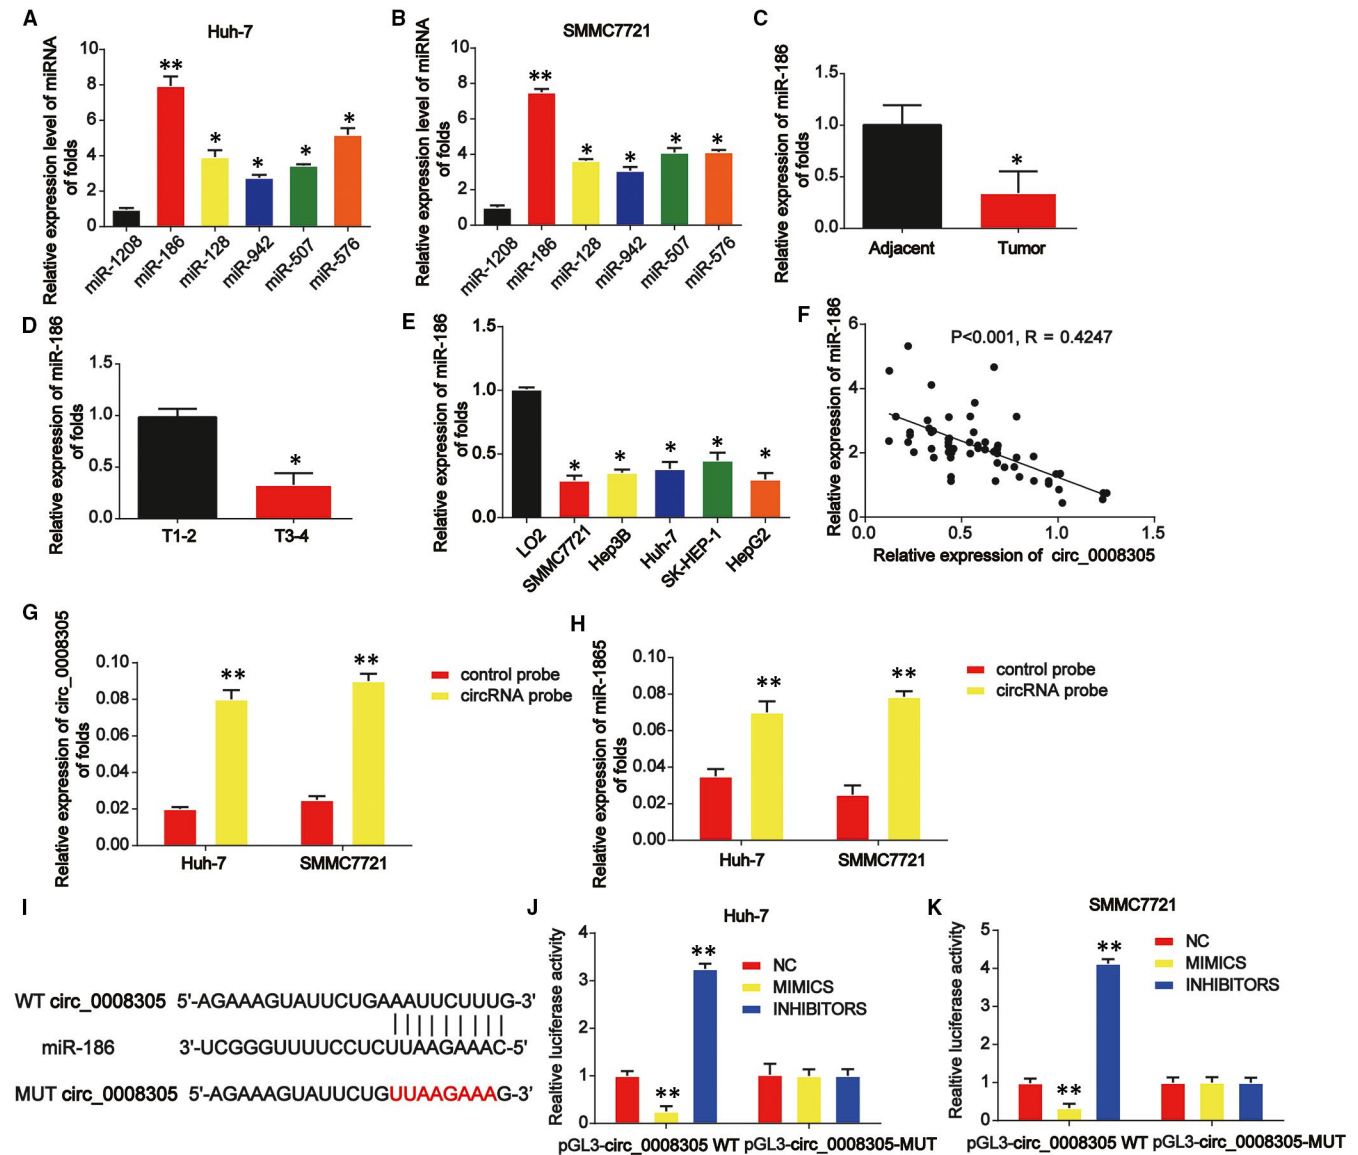 A
Huh-7
Relative expression level of miRNA
of folds
10
8
6
4
2
0
**
*
*
*
*
miR-1208
miR-186
miR-128
miR-942
miR-507
miR-576
B
SMMC7721
Relative expression level of miRNA
of folds
10
8
6
4
2
0
**
*
*
*
*
miR-1208
miR-186
miR-128
miR-942
miR-507
miR-576
C
Relative expression of miR-186
of folds
1.5
1.0
0.5
0.0
*
Adjacent
Tumor
D
Relative expression of miR-186
of folds
1.5
1.0
0.5
0.0
*
T1-2
T3-4
E
Relative expression of miR-186
of folds
1.5
1.0
0.5
0.0
*
*
*
*
*
LO2
SMMC7721
Hep3B
Huh-7
SK-HEP-1
HepG2
F
Relative expression of miR-186
6
4
2
0
P<0.001, R = 0.4247
0.0
0.5
1.0
1.5
Relative expression of circ_0008305
G
Relative expression of circ_0008305
of folds
0.10
0.08
0.06
0.04
0.02
0.00
**
**
Huh-7
SMMC7721
control probe
circRNA probe
H
Relative expression of miR-1865
of folds
0.10
0.08
0.06
0.04
0.02
0.00
**
**
Huh-7
SMMC7721
control probe
circRNA probe
I
WT circ_0008305 5'-AGAAAGUAUUCUGAAAUUCUUUG-3'
miR-186 3'-UCGGGUUUUCCUCUUAAGAAAC-5'
MUT circ_0008305 5'-AGAAAGUAUUCUGUUAAGAAAG-3'
J
Huh-7
Relative luciferase activity
4
3
2
1
0
**
**
NC
MIMICS
INHIBITORS
pGL3-circ_0008305 WT
pGL3-circ_0008305-MUT
K
SMMC7721
Realtive luciferase activity
5
4
3
2
1
0
**
**
NC
MIMICS
INHIBITORS
pGL3-circ_0008305 WT
pGL3-circ_0008305-MUT